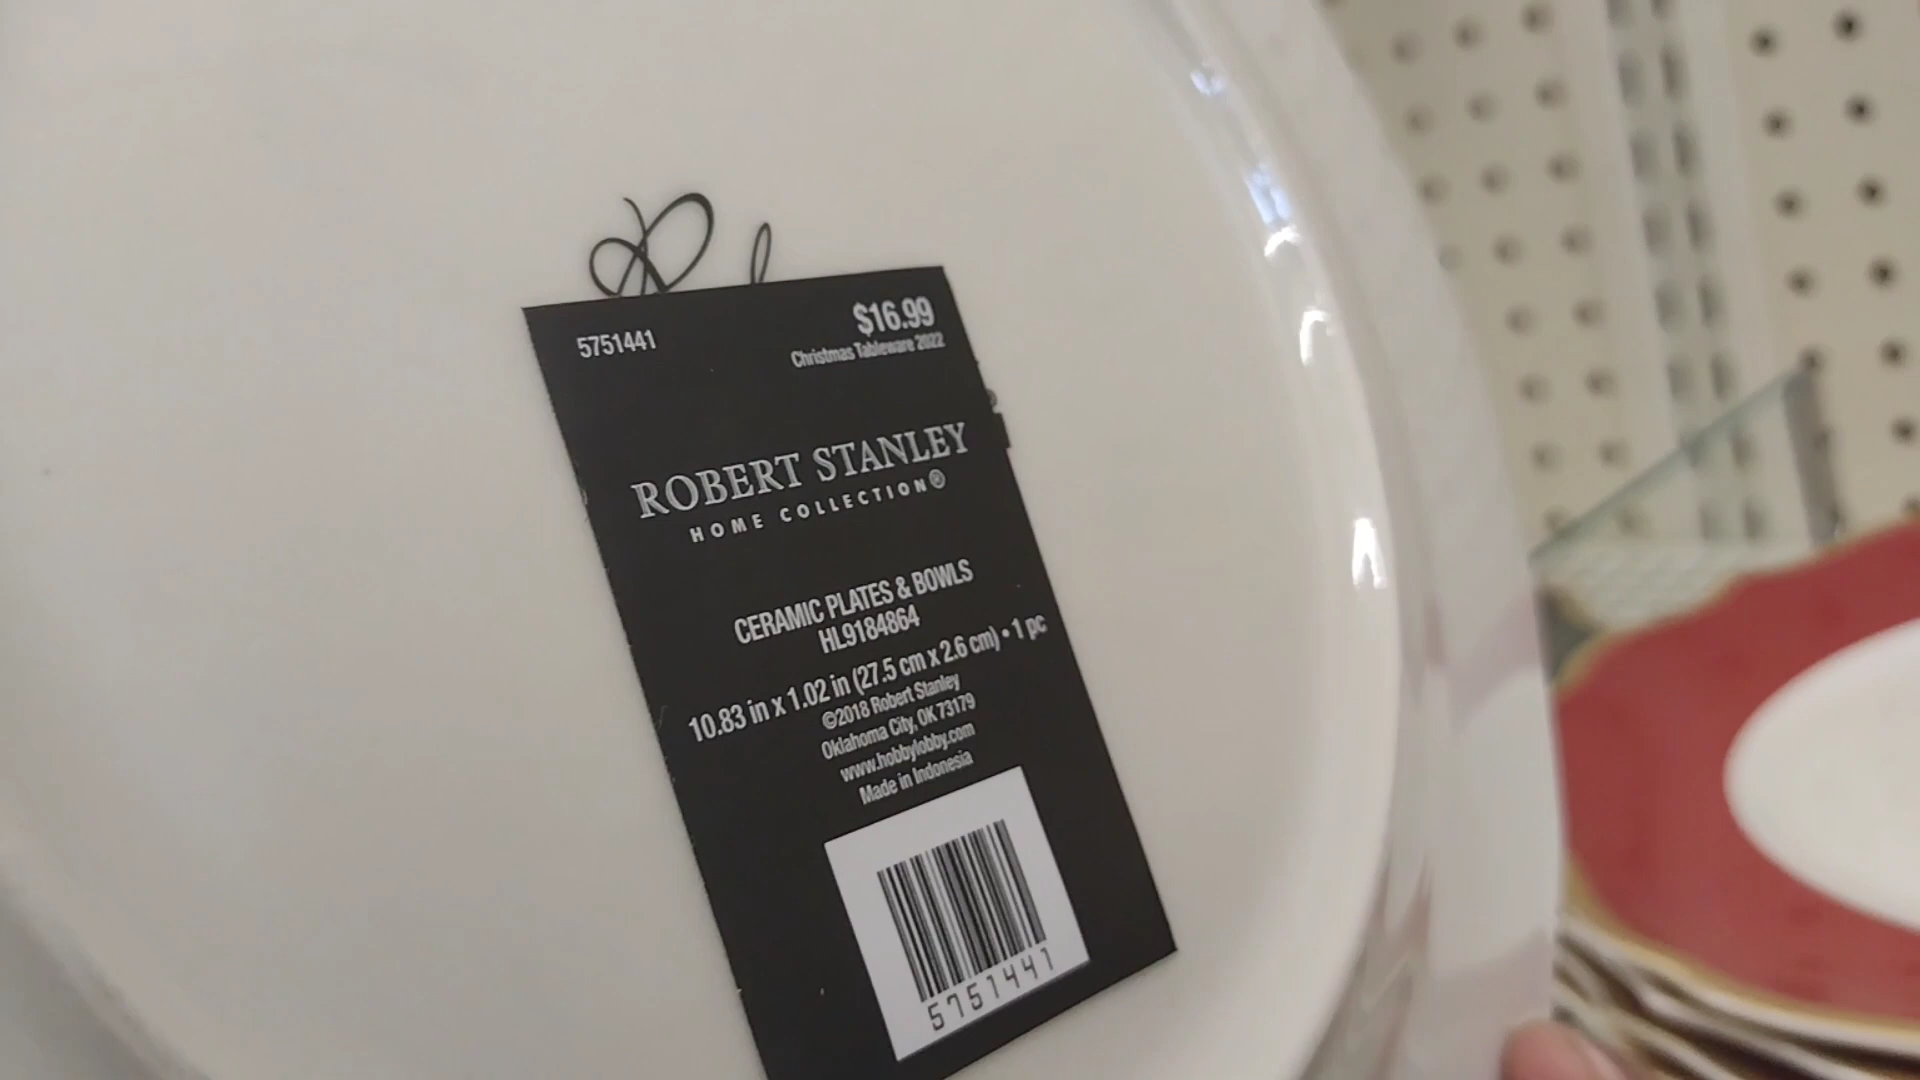 5751441
$16.99
Christmas Tableware 2022
ROBERT STANLEY
HOME COLLECTION®
CERAMIC PLATES & BOWLS
HL9184864
10.83 in x 1.02 in (27.5 cm x 2.6 cm) • 1 pc
©2018 Robert Stanley
Oklahoma City, OK 73179
www.hobbylobby.com
Made in Indonesia
5751441